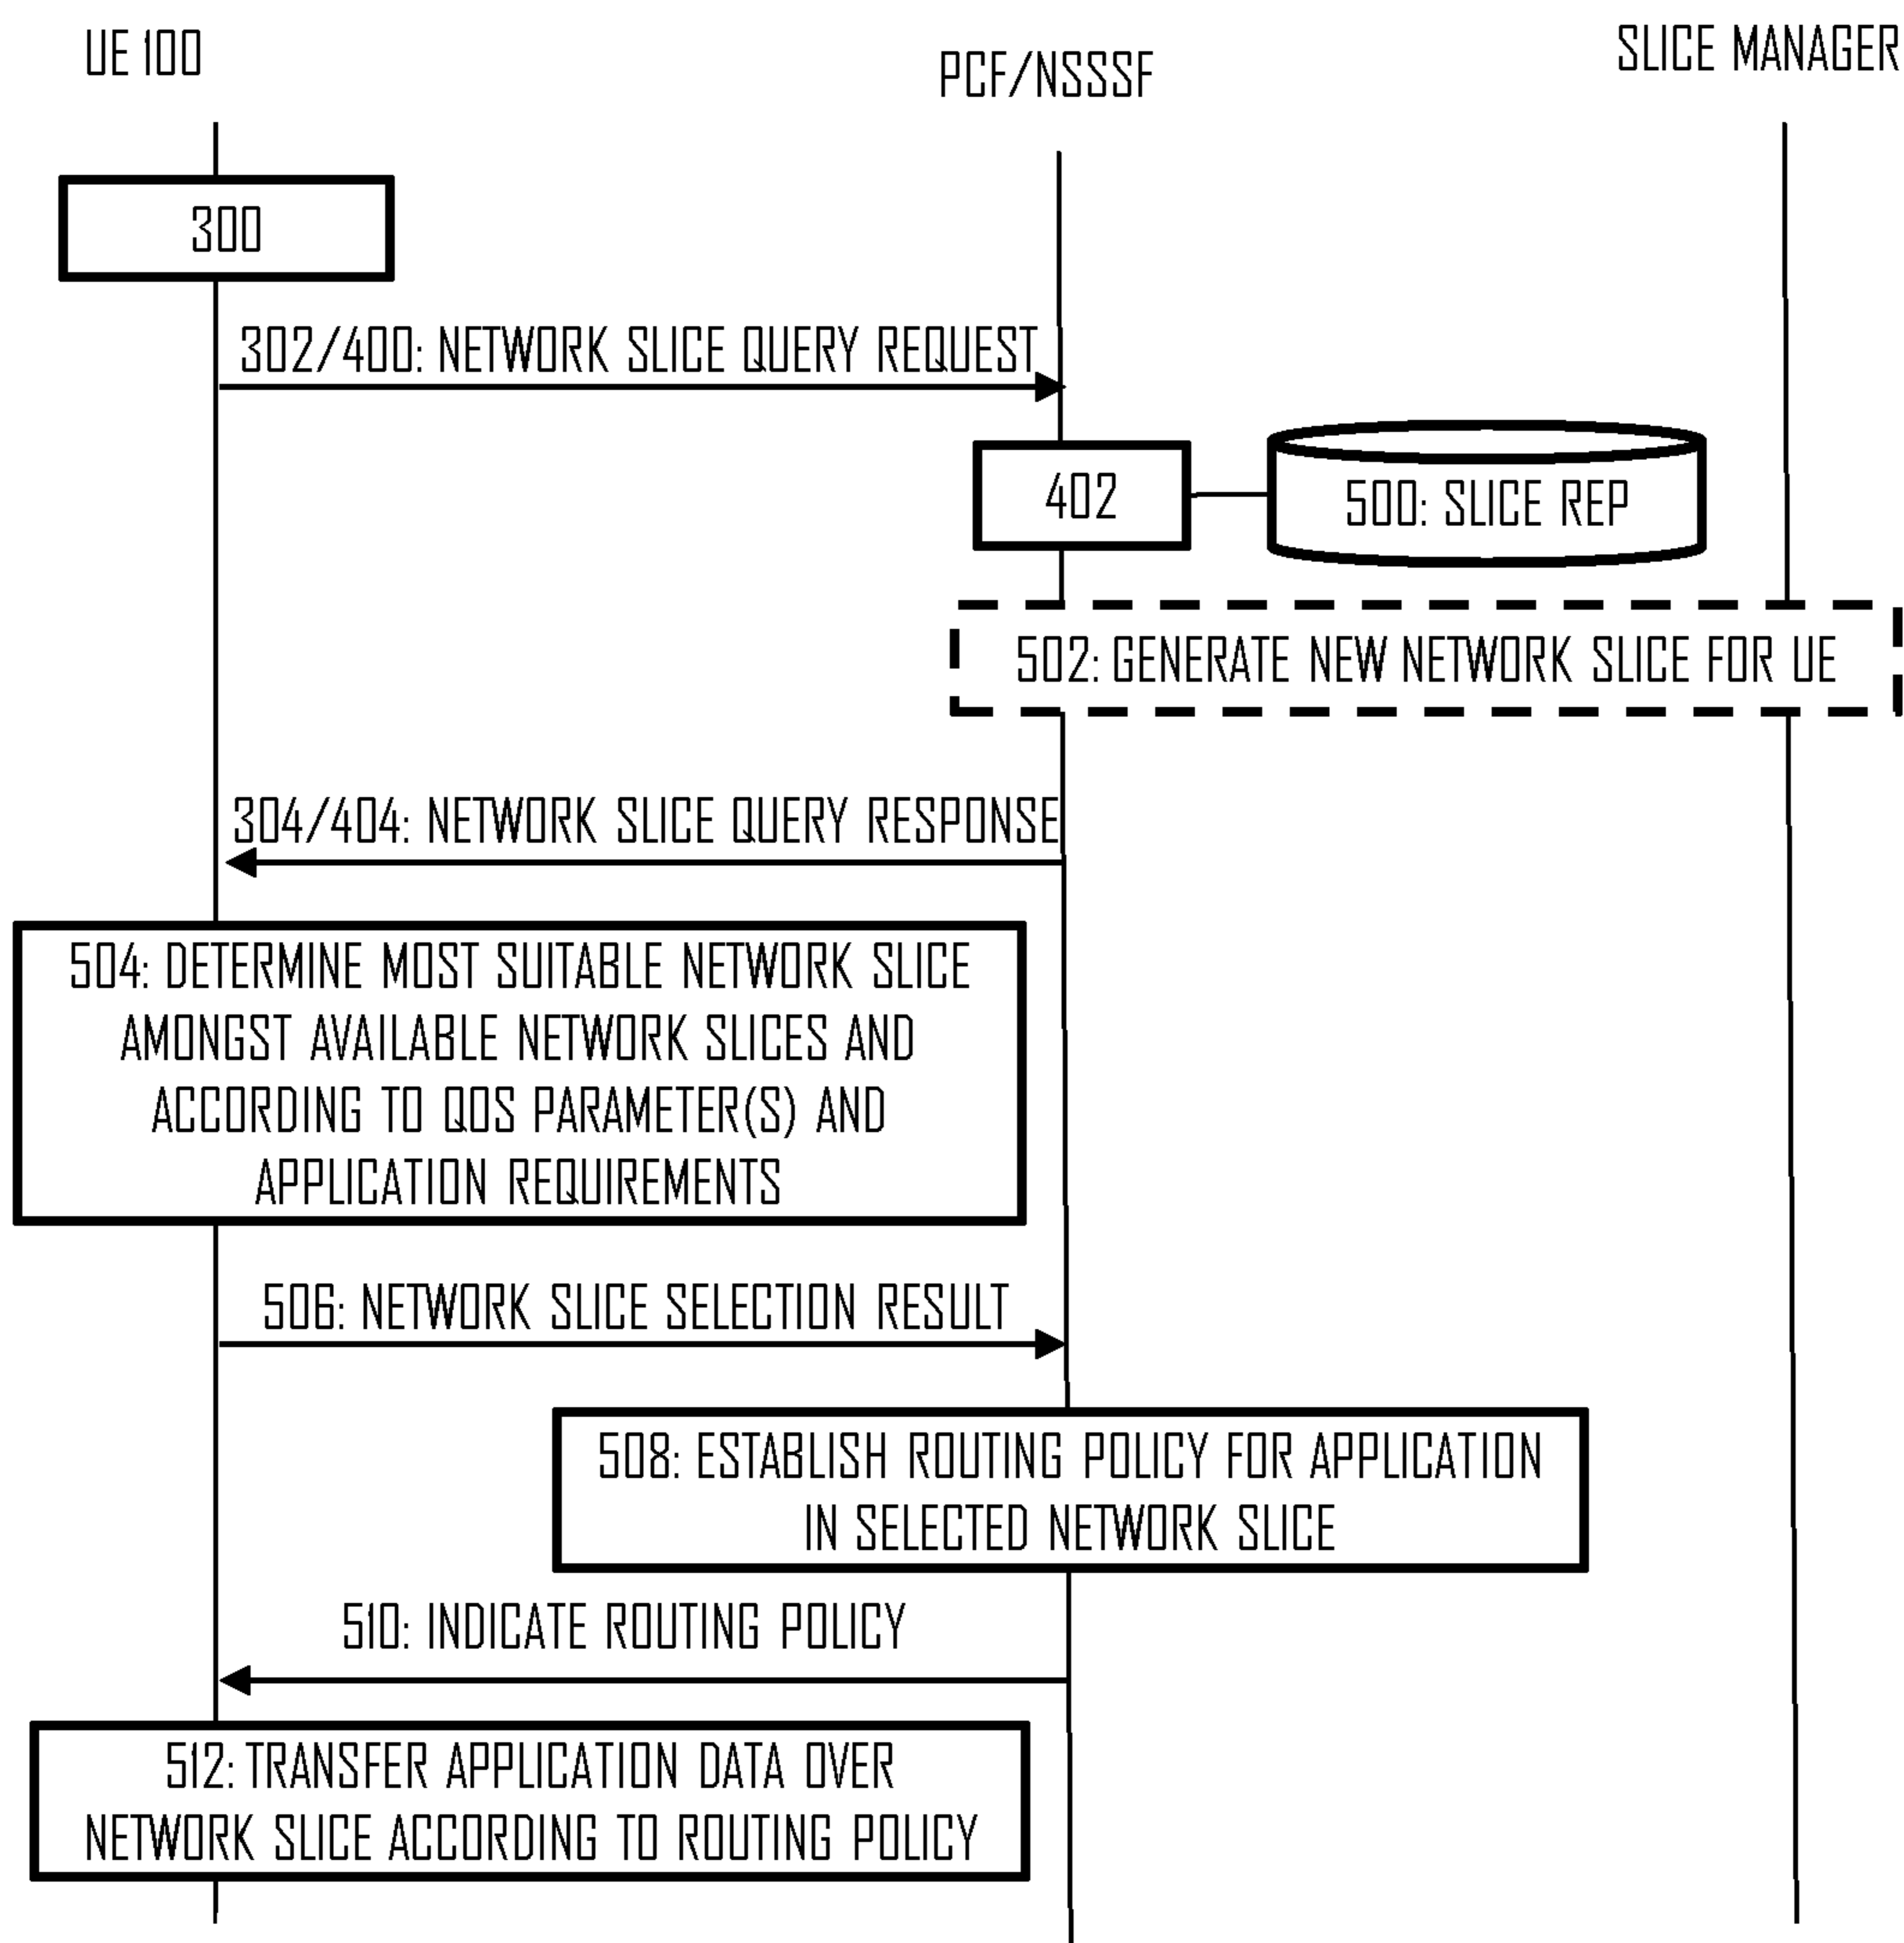 UE 100
PCF/NSSSF
SLICE MANAGER
300
302/400: NETWORK SLICE QUERY REQUEST
402
500: SLICE REP
502: GENERATE NEW NETWORK SLICE FOR UE
304/404: NETWORK SLICE QUERY RESPONSE
504: DETERMINE MOST SUITABLE NETWORK SLICE
AMONGST AVAILABLE NETWORK SLICES AND
ACCORDING TO QOS PARAMETER(S) AND
APPLICATION REQUIREMENTS
506: NETWORK SLICE SELECTION RESULT
508: ESTABLISH ROUTING POLICY FOR APPLICATION
IN SELECTED NETWORK SLICE
510: INDICATE ROUTING POLICY
512: TRANSFER APPLICATION DATA OVER
NETWORK SLICE ACCORDING TO ROUTING POLICY